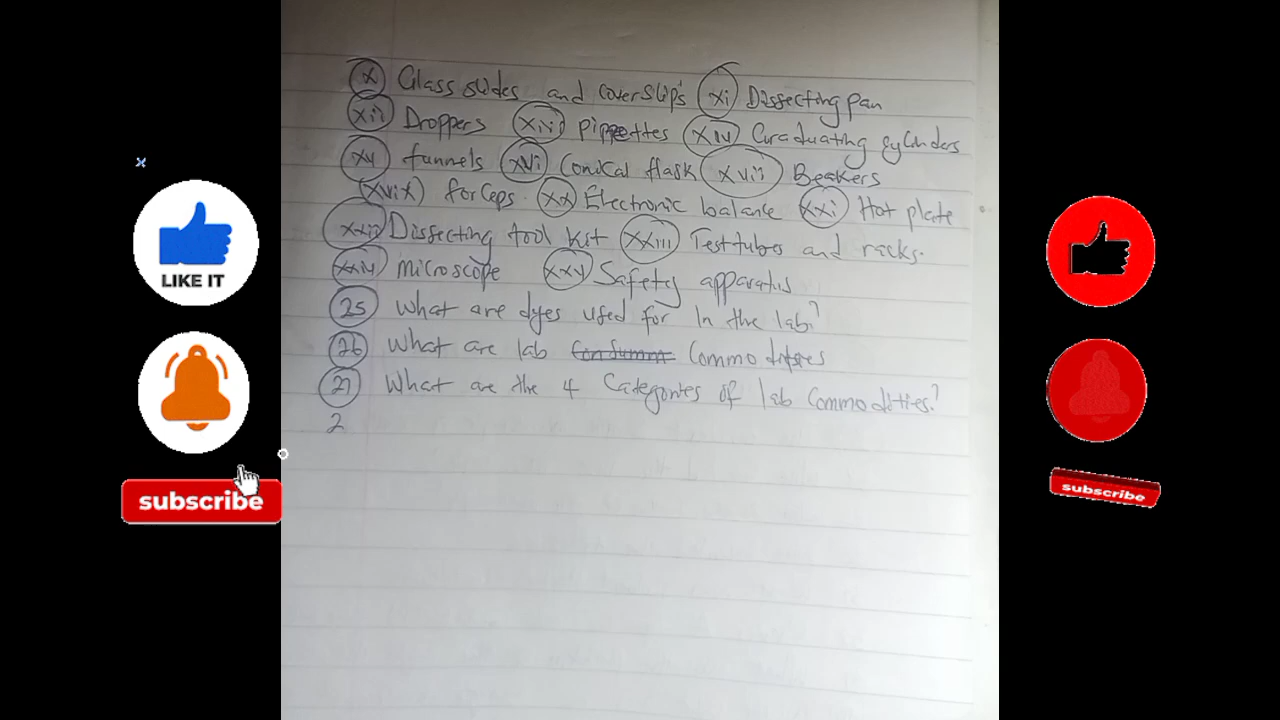 x Glass slides and coverslips xi Dissecting pan
xii Droppers xiii pippettes xiv Graduating cylinders
xv funnels xvi Conical flask xvii Beakers
xvix) forceps. xx Electronic balance xxi Hot plate
xxii Dissecting tool kit xxiii Test tubes and racks.
xxiv microscope xxv Safety apparatus
25 What are dyes used for In the lab?
26 What are lab Commodities
27 What are the 4 Categories of lab Commodities?
2
LIKE IT
subscribe
subscribe